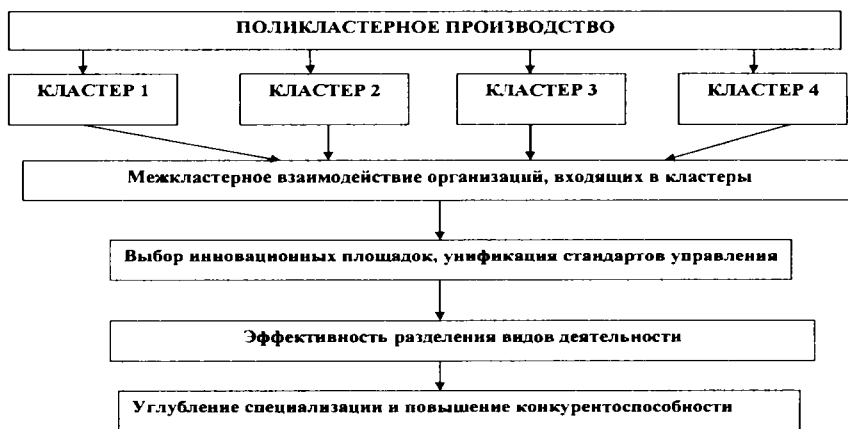 ПОЛИКЛАСТЕРНОЕ ПРОИЗВОДСТВО
КЛАСТЕР 1
КЛАСТЕР 2
КЛАСТЕР 3
КЛАСТЕР 4
Межкластерное взаимодействие организаций, входящих в кластеры
Выбор инновационных площадок, унификация стандартов управления
Эффективность разделения видов деятельности
Углубление специализации и повышение конкурентоспособности